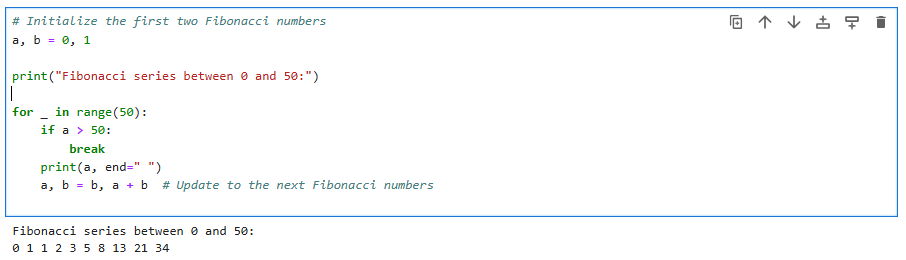 # Initialize the first two Fibonacci numbers
a, b = 0, 1
print("Fibonacci series between 0 and 50:")
for _ in range(50):
    if a > 50:
        break
    print(a, end=" ")
    a, b = b, a + b  # Update to the next Fibonacci numbers
Fibonacci series between 0 and 50:
0 1 1 2 3 5 8 13 21 34